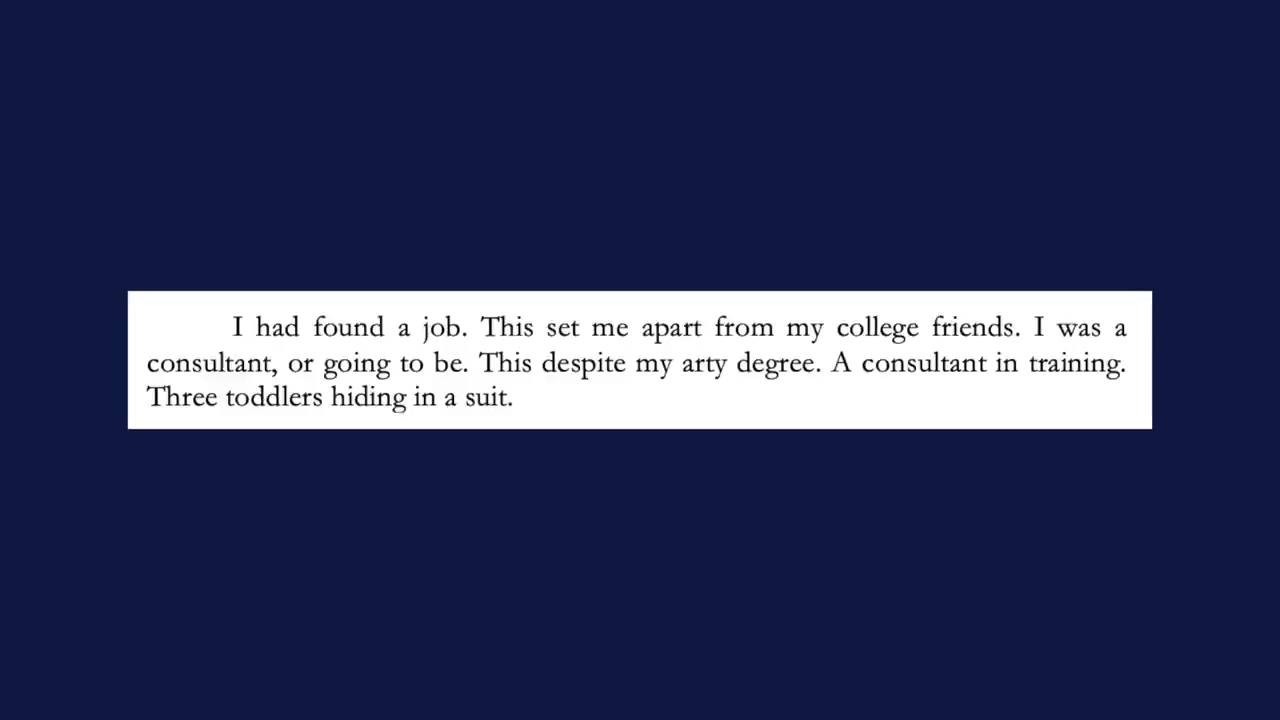 I had found a job. This set me apart from my college friends. I was a
consultant, or going to be. This despite my arty degree. A consultant in training.
Three toddlers hiding in a suit.